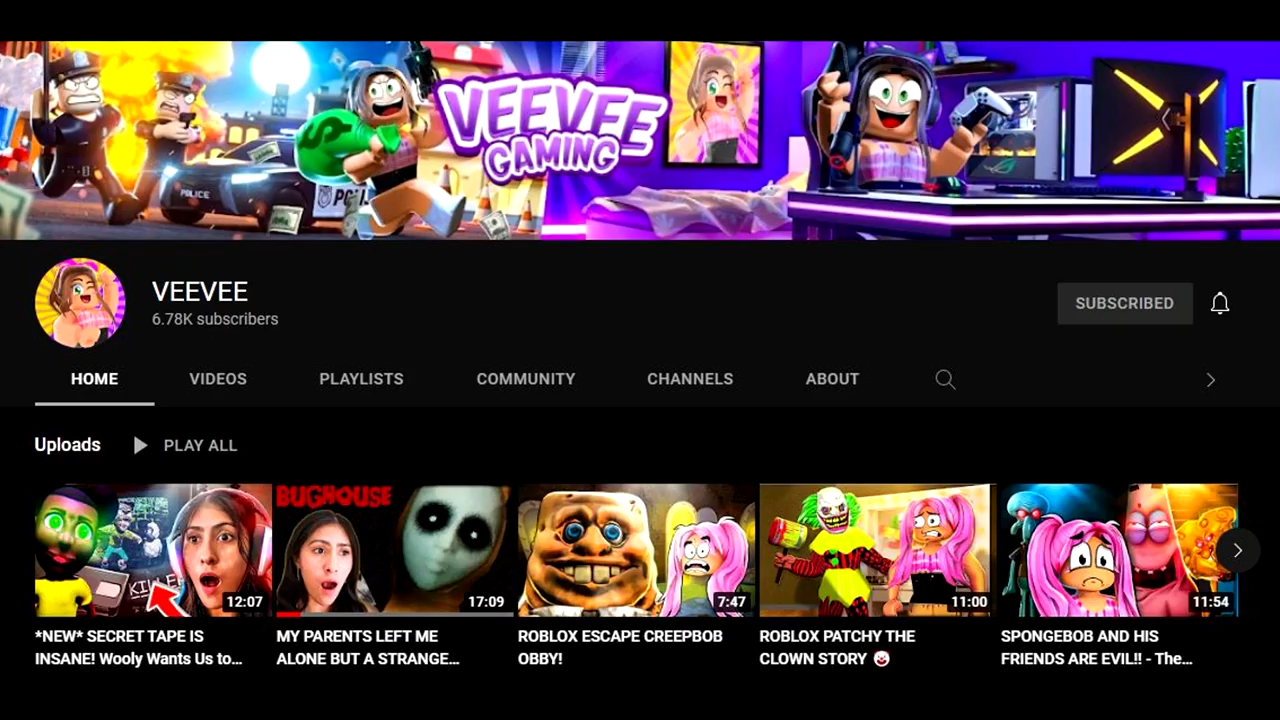 VEEVEE
GAMING
POLICE
VEEVEE
6.78K subscribers
SUBSCRIBED
HOME
VIDEOS
PLAYLISTS
COMMUNITY
CHANNELS
ABOUT
Uploads
PLAY ALL
KILLER
12:07
BUGHOUSE
17:09
7:47
11:00
11:54
*NEW* SECRET TAPE IS
INSANE! Wooly Wants Us to...
MY PARENTS LEFT ME
ALONE BUT A STRANGE...
ROBLOX ESCAPE CREEPBOB
OBBY!
ROBLOX PATCHY THE
CLOWN STORY 🤡
SPONGEBOB AND HIS
FRIENDS ARE EVIL!! - The...